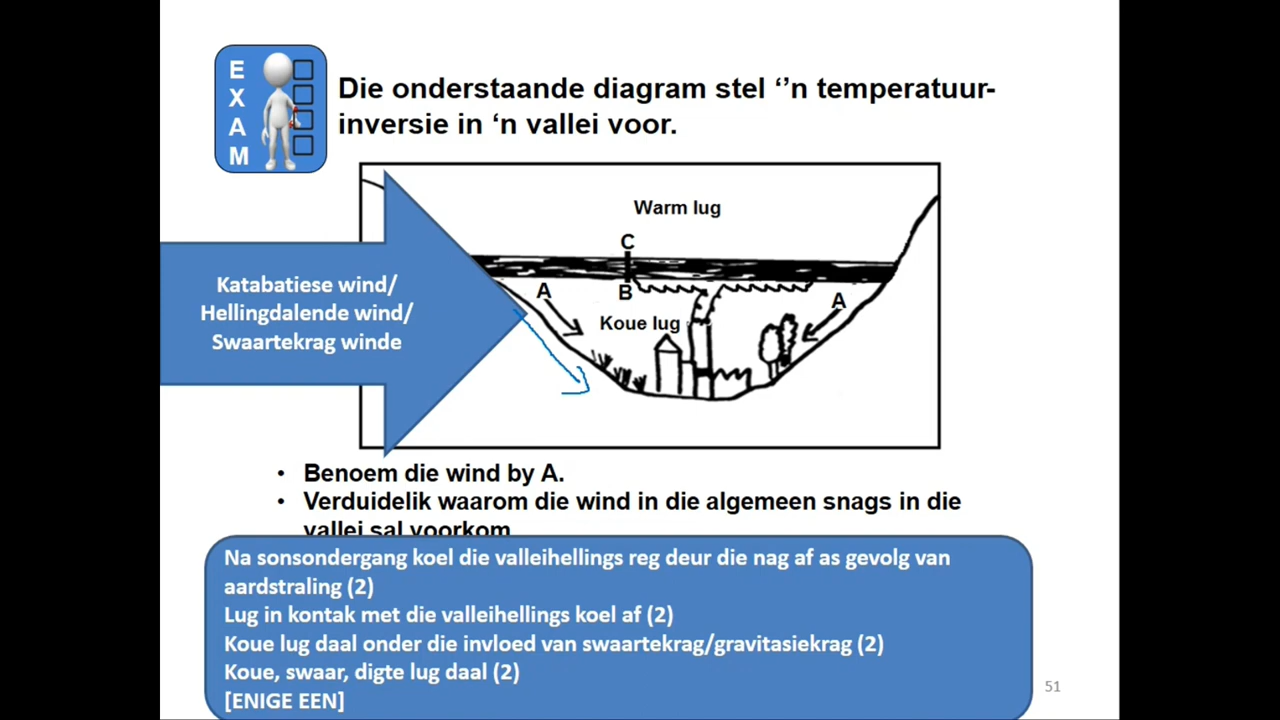 E
X
A
M
Die onderstaande diagram stel ‘’n temperatuur-
inversie in ‘n vallei voor.
Warm lug
C
B
A
A
Koue lug
Katabatiese wind/
Hellingdalende wind/
Swaartekrag winde
• Benoem die wind by A.
• Verduidelik waarom die wind in die algemeen snags in die
vallei sal voorkom
Na sonsondergang koel die valleihellings reg deur die nag af as gevolg van
aardstraling (2)
Lug in kontak met die valleihellings koel af (2)
Koue lug daal onder die invloed van swaartekrag/gravitasiekrag (2)
Koue, swaar, digte lug daal (2)
[ENIGE EEN]
51